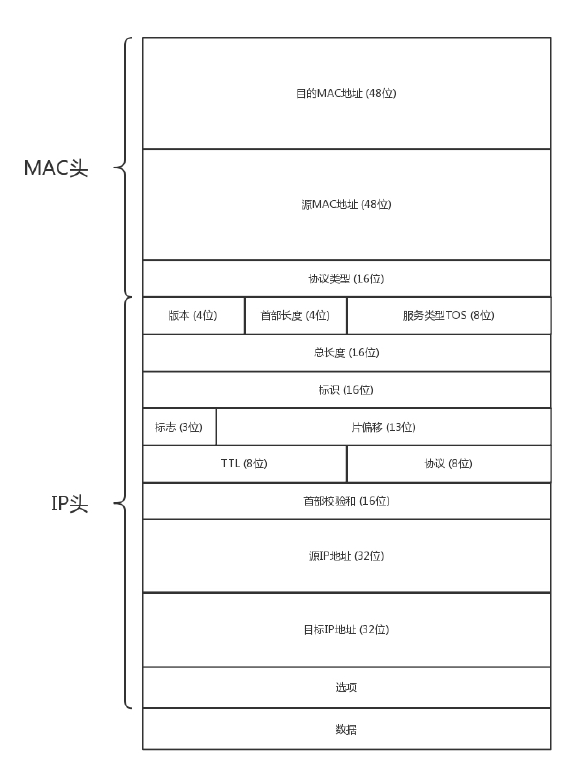 目的MAC地址 (48位)
MAC头
源MAC地址 (48位)
协议类型 (16位)
版本 (4位) 首部长度 (4位) 服务类型TOS (8位)
总长度 (16位)
标识 (16位)
标志 (3位) 片偏移 (13位)
TTL (8位) 协议 (8位)
IP头
首部校验和 (16位)
源IP地址 (32位)
目标IP地址 (32位)
选项
数据